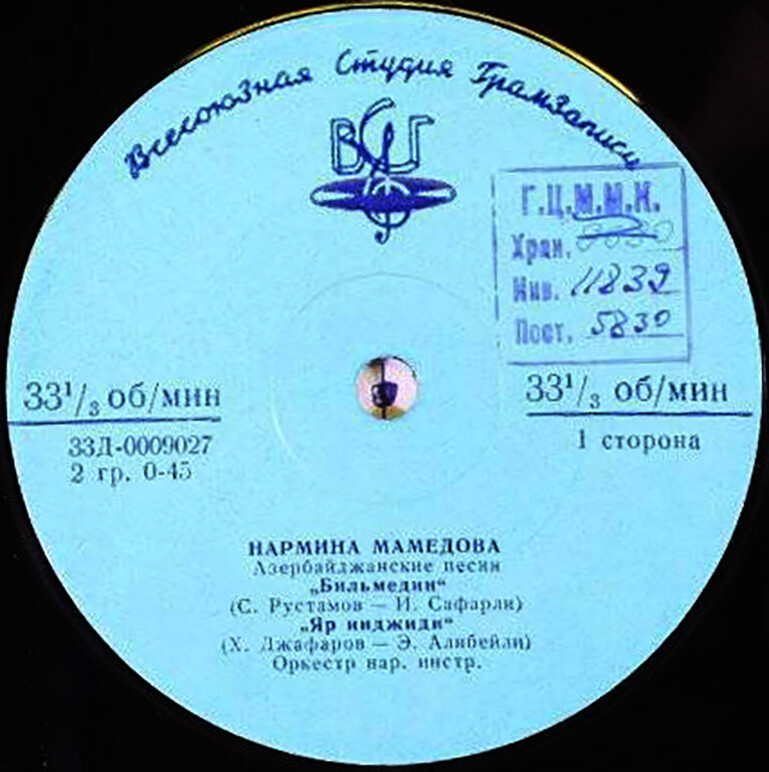 Всесоюзная Студия Грамзаписи
ВСГ
Г.Ц.М.М.К.
Хран.
Инв. 11839
Пост. 5830
33¹/₃ об/мин
33Д-0009027
2 гр. 0-45
33¹/₃ об/мин
1 сторона
НАРМИНА МАМЕДОВА
Азербайджанские песни
„Бильмедин“
(С. Рустамов — И. Сафарли)
„Яр инджиди“
(Х. Джафаров — Э. Алибейли)
Оркестр нар. инстр.